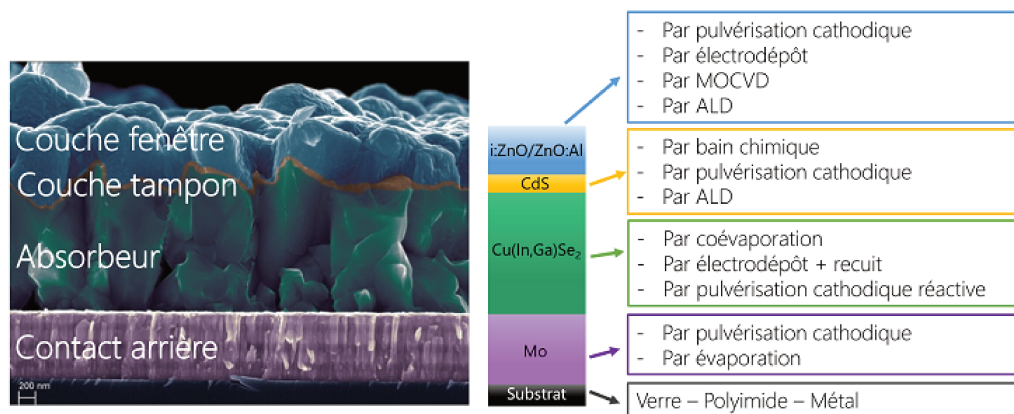 Couche fenêtre
Couche tampon
Absorbeur
Contact arrière
200 nm
i:ZnO/ZnO:Al
CdS
Cu(In,Ga)Se₂
Mo
Substrat
- Par pulvérisation cathodique
- Par électrodépôt
- Par MOCVD
- Par ALD
- Par bain chimique
- Par pulvérisation cathodique
- Par ALD
- Par coévaporation
- Par électrodépôt + recuit
- Par pulvérisation cathodique réactive
- Par pulvérisation cathodique
- Par évaporation
Verre – Polyimide – Métal